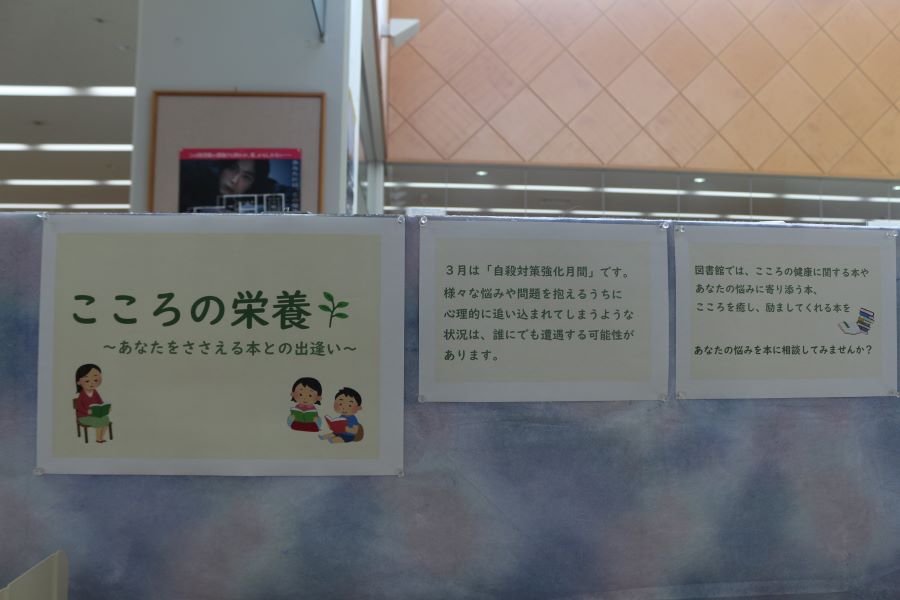 こころの栄養
～あなたをささえる本との出逢い～
３月は「自殺対策強化月間」です。
様々な悩みや問題を抱えるうちに
心理的に追い込まれてしまうような
状況は、誰にでも遭遇する可能性が
あります。
図書館では、こころの健康に関する本や
あなたの悩みに寄り添う本、
こころを癒し、励ましてくれる本を
あなたの悩みを本に相談してみませんか？